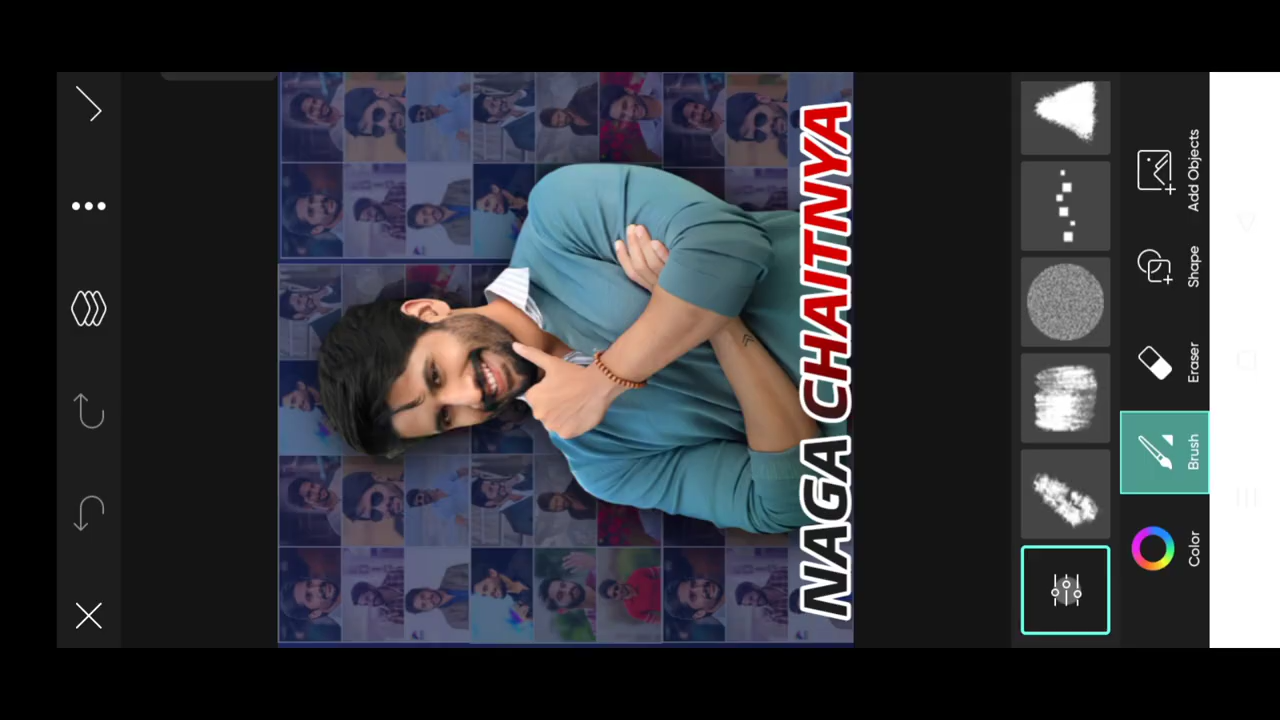 NAGA CHAITNYA
Color
Brush
Eraser
Shape
Add Objects